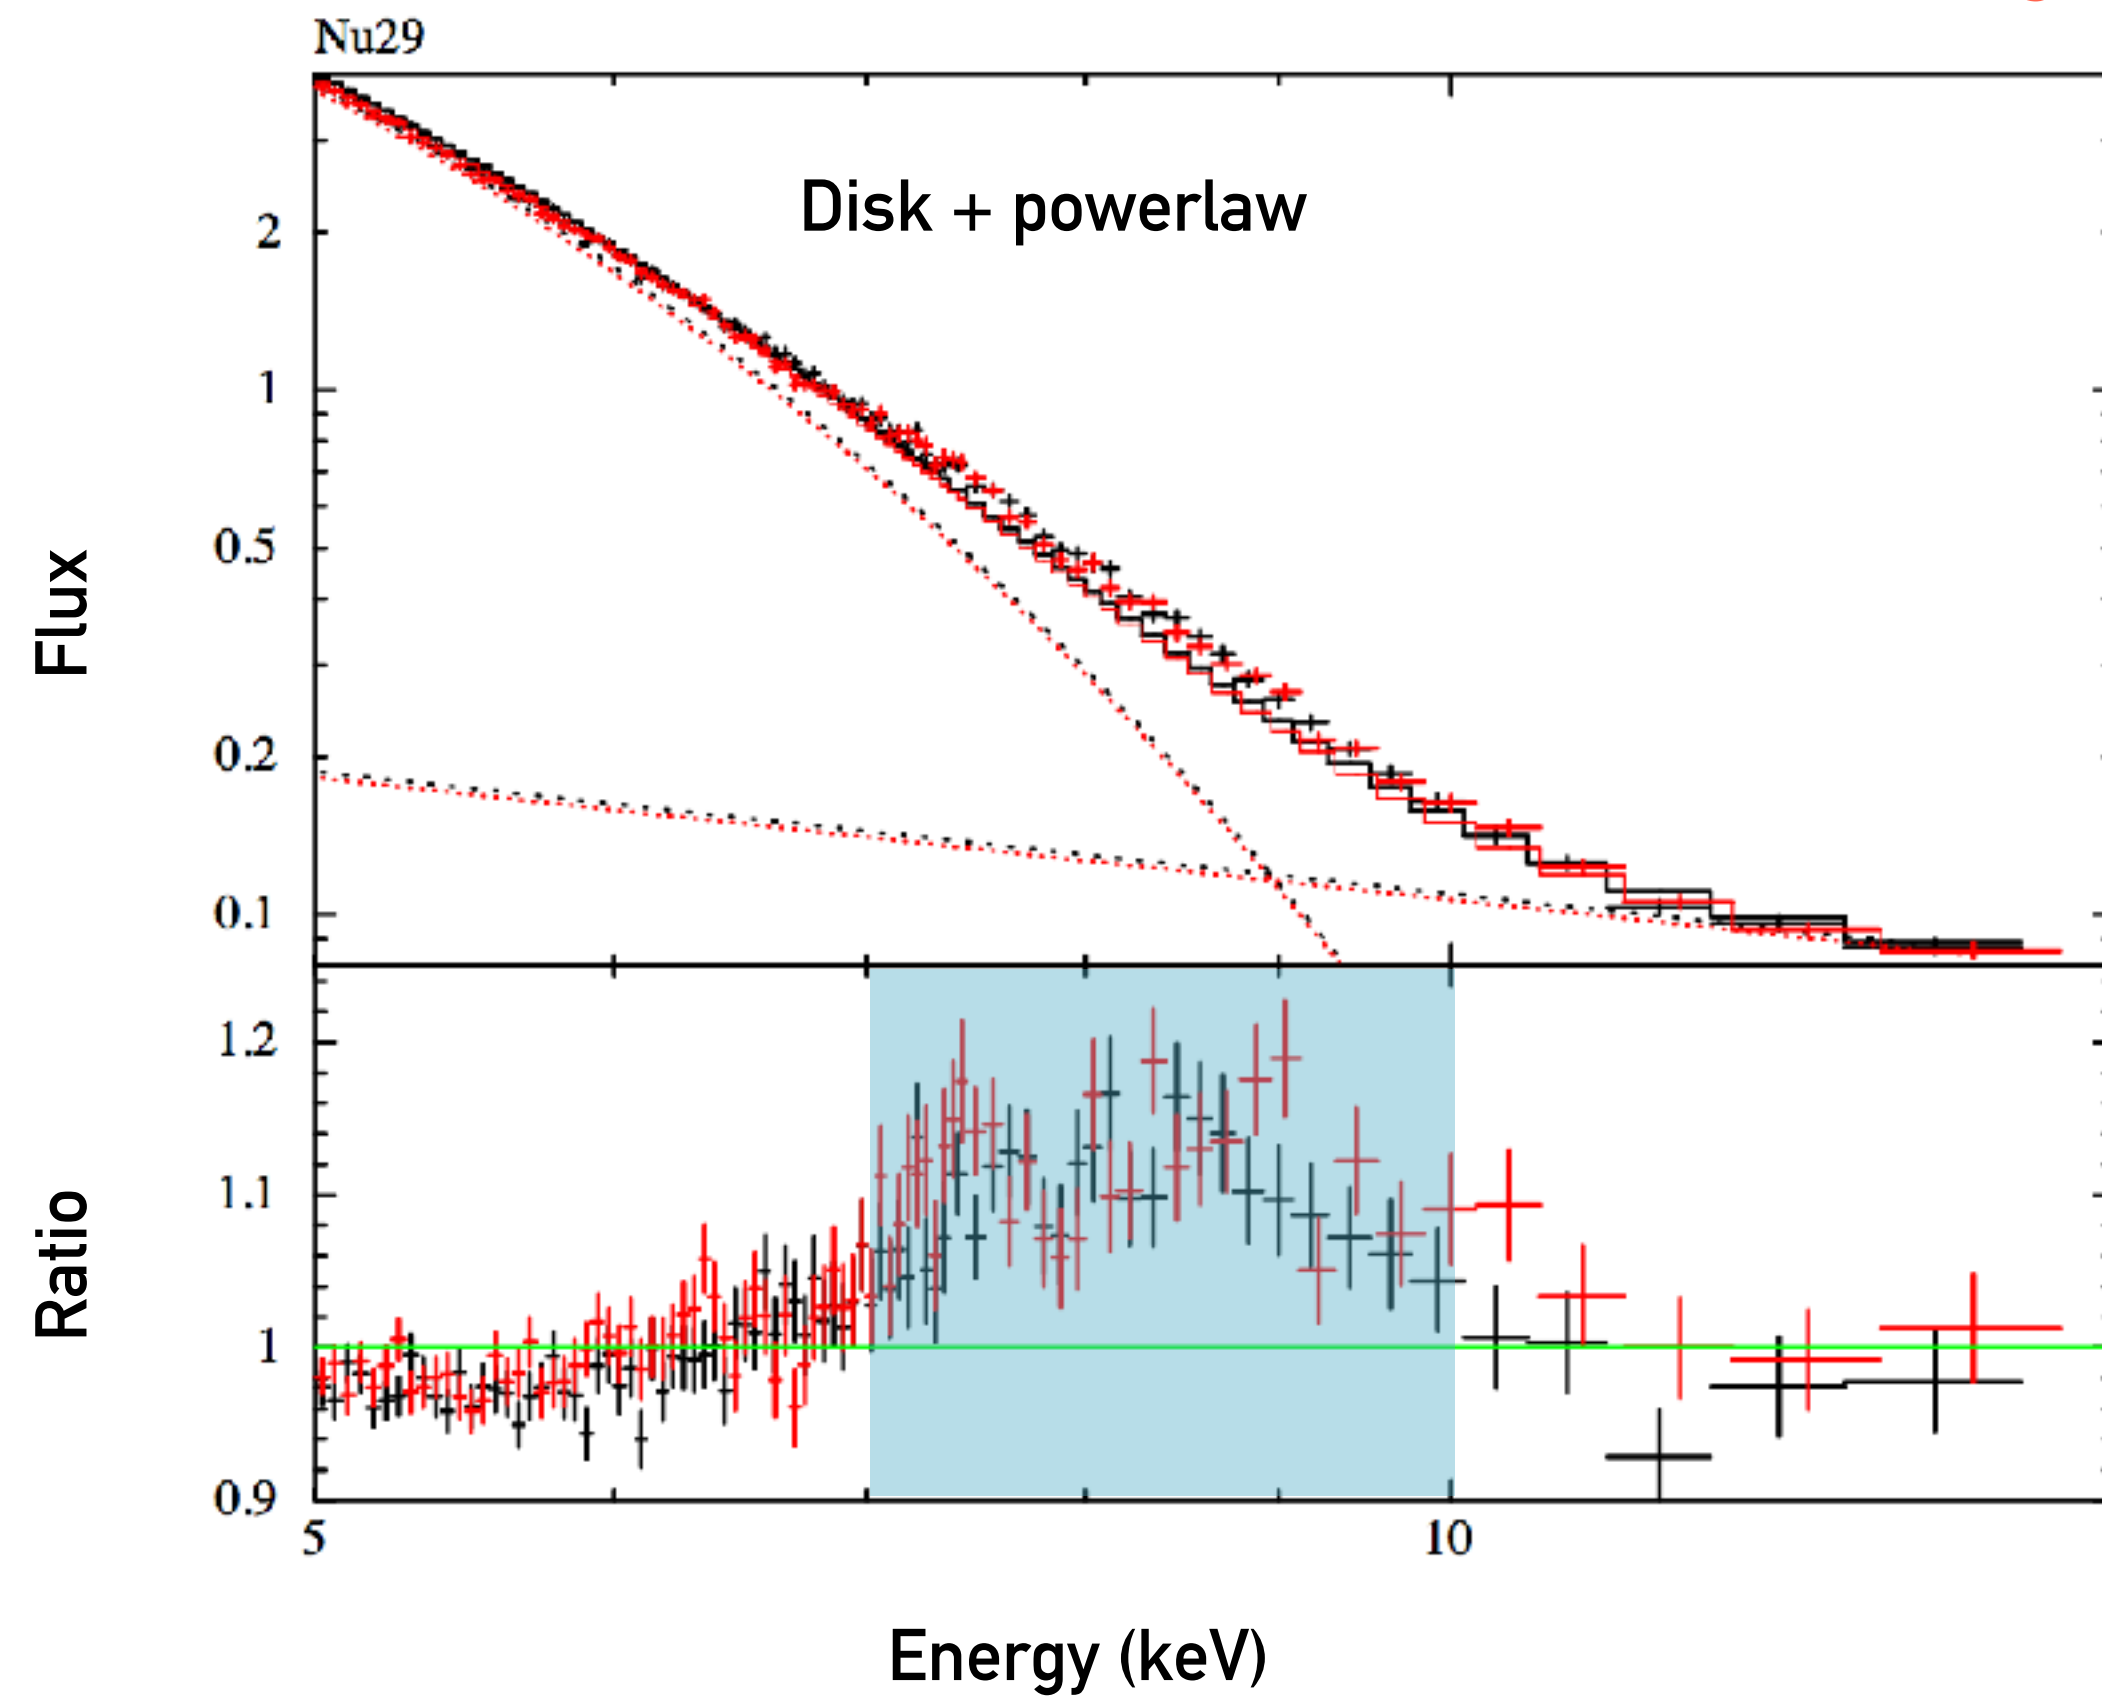 Nu29
Disk + powerlaw
2
1
0.5
0.2
0.1
Flux
1.2
1.1
1
0.9
Ratio
5
10
Energy (keV)